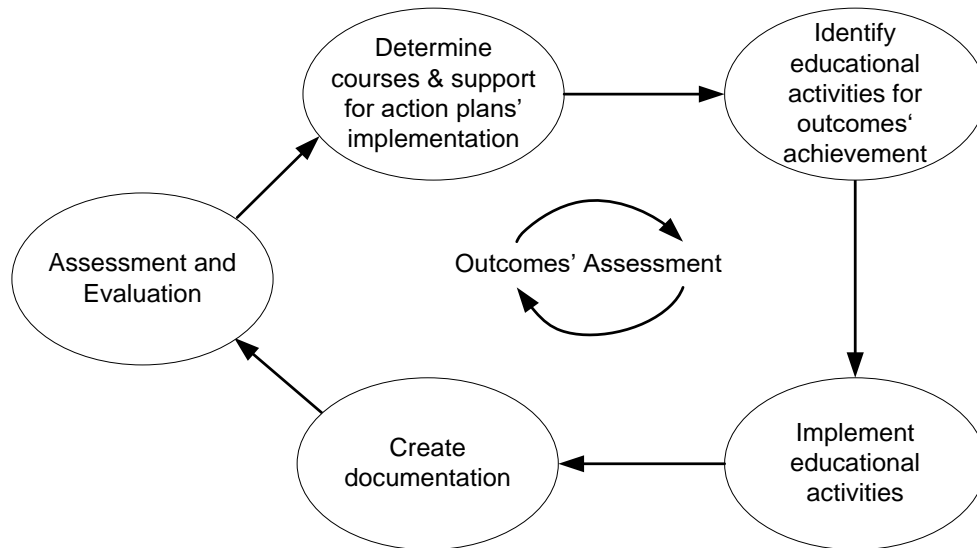 Determine
courses & support
for action plans’
implementation
Identify
educational
activities for
outcomes‘
achievement
Assessment and
Evaluation
Outcomes’ Assessment
Create
documentation
Implement
educational
activities